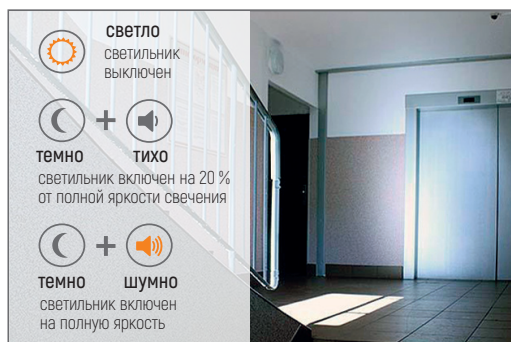 светло
светильник
выключен
темно тихо
светильник включен на 20 %
от полной яркости свечения
темно шумно
светильник включен
на полную яркость